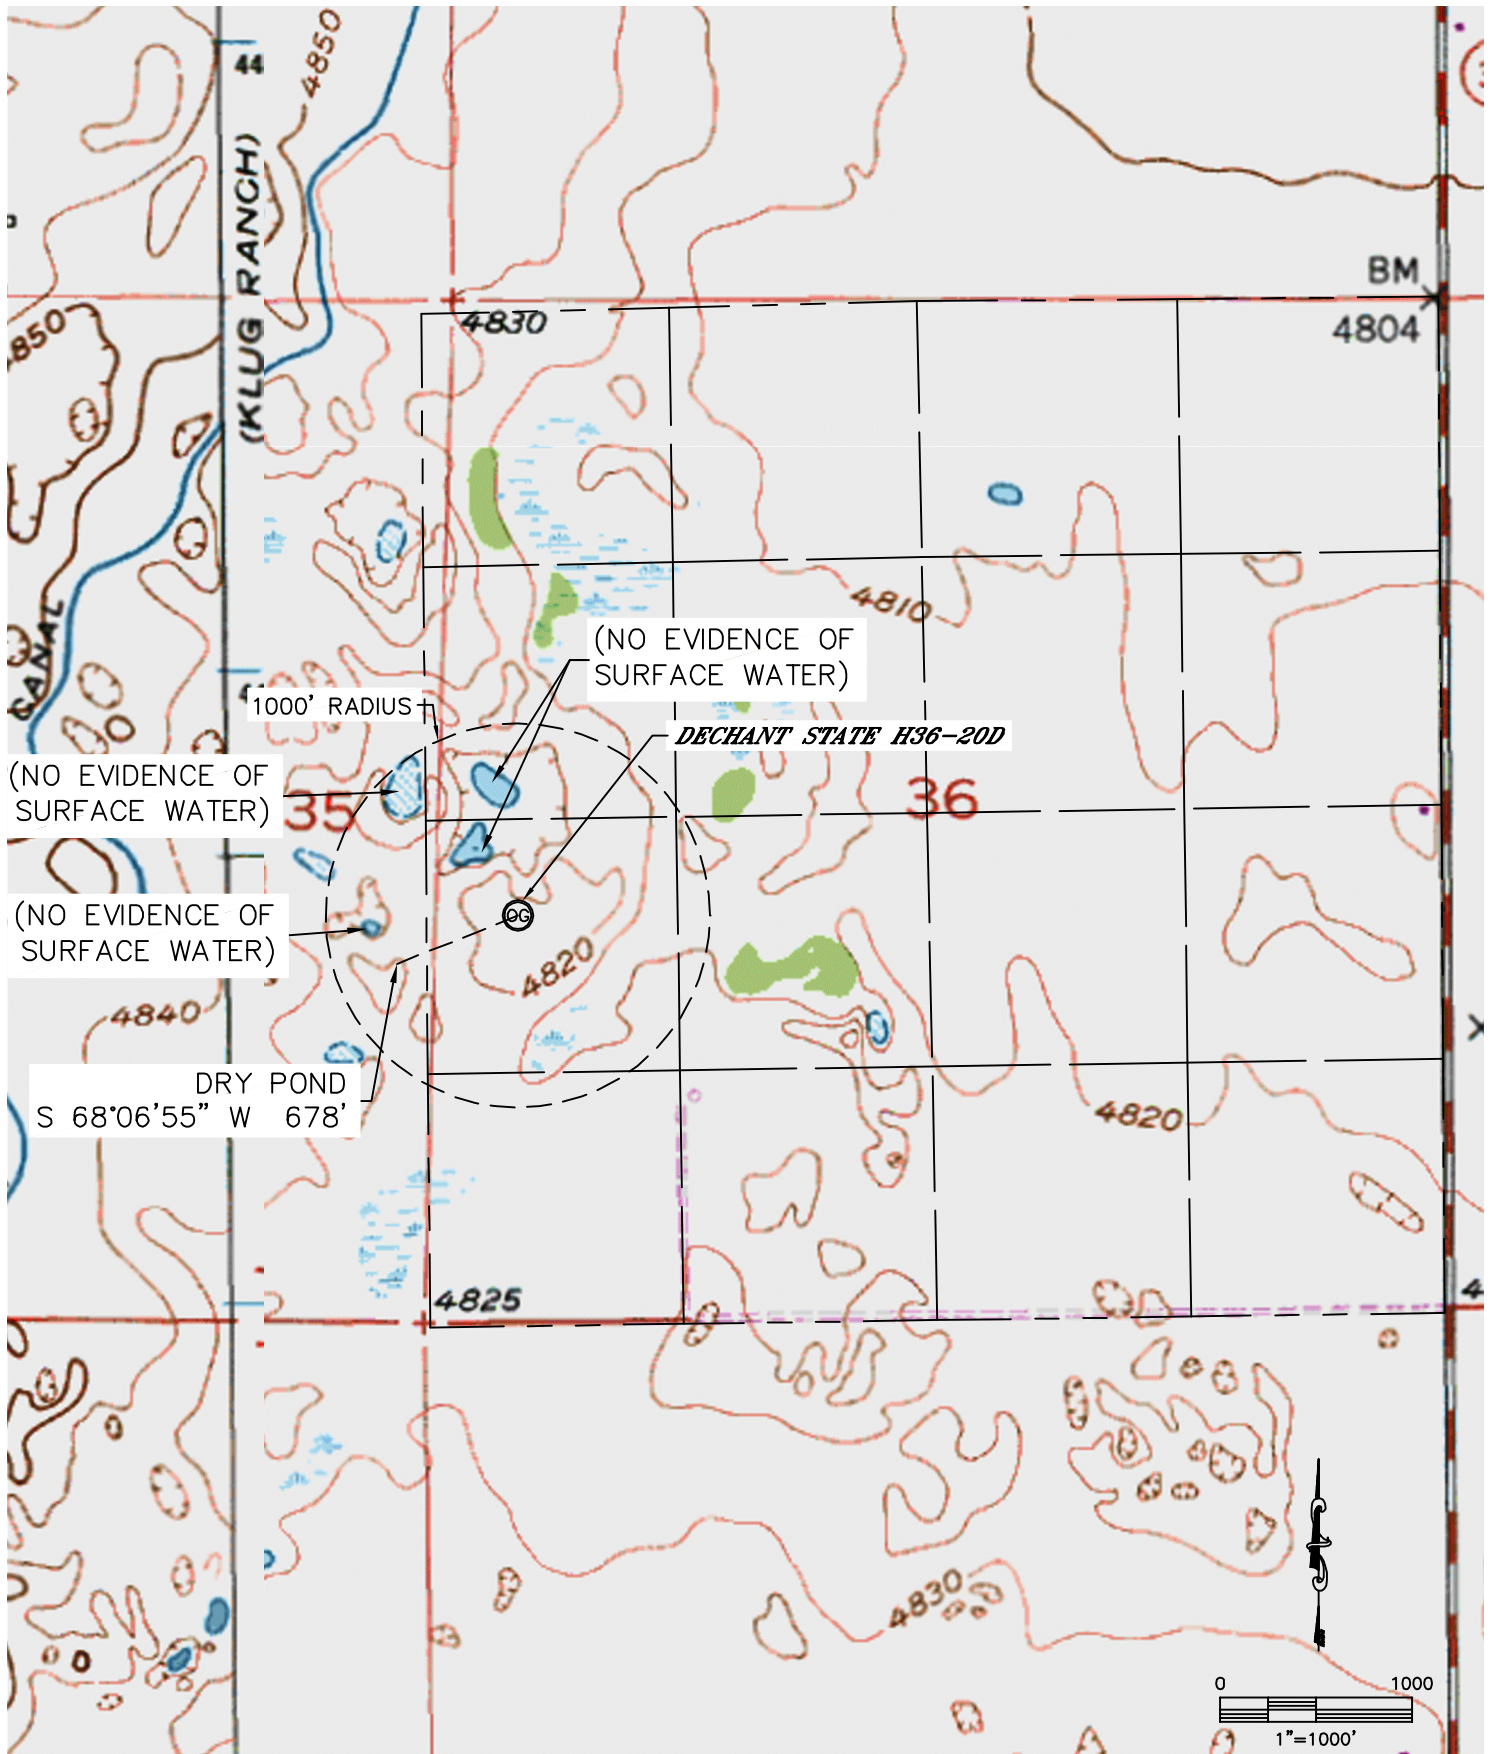 4850
44
(KLUG RANCH)
BM
4804
4830
850
4810
CANAL
(NO EVIDENCE OF
SURFACE WATER)
1000' RADIUS
DECHANT STATE H36-20D
(NO EVIDENCE OF
SURFACE WATER)
35
36
OG
(NO EVIDENCE OF
SURFACE WATER)
4820
4840
DRY POND
S 68°06'55" W 678'
4820
4825
4
4830
0 1000
1"=1000'